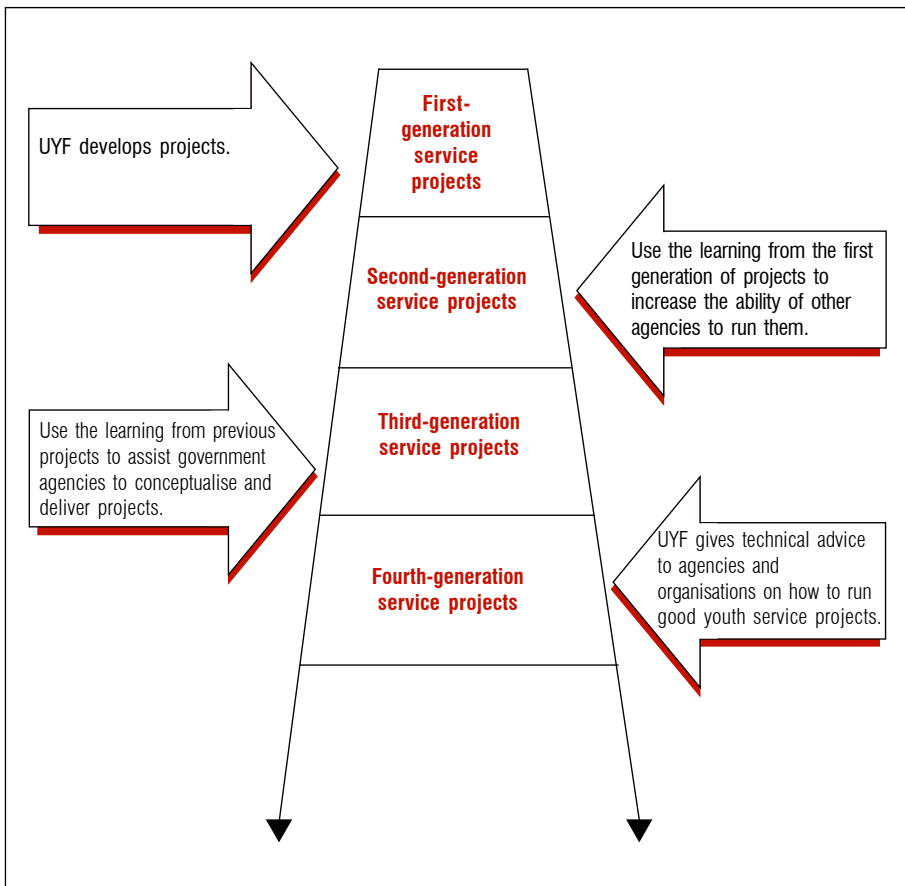 First-
generation
service
projects
UYF develops projects.
Second-generation
service projects
Use the learning from the first
generation of projects to
increase the ability of other
agencies to run them.
Third-generation
service projects
Use the learning from previous
projects to assist government
agencies to conceptualise and
deliver projects.
Fourth-generation
service projects
UYF gives technical advice
to agencies and
organisations on how to run
good youth service projects.